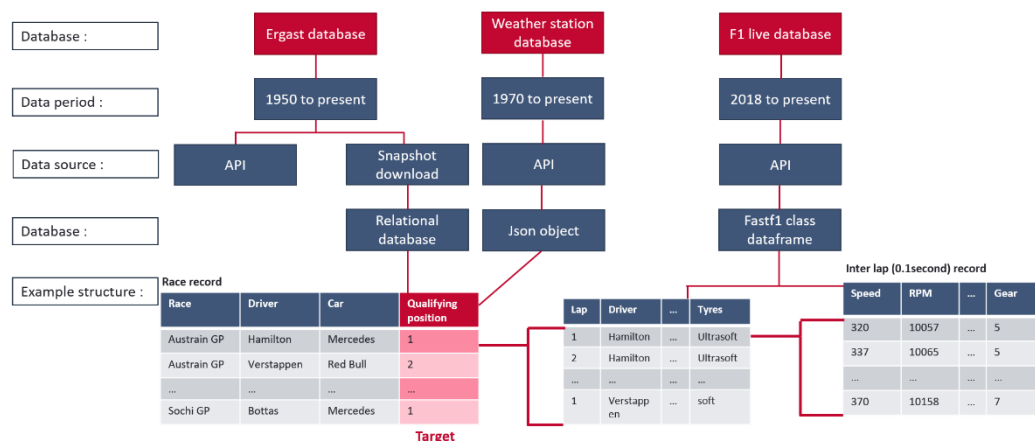 Database :
Ergast database
Weather station
database
F1 live database
Data period :
1950 to present
1970 to present
2018 to present
Data source :
API
Snapshot
download
API
API
Database :
Relational
database
Json object
Fastf1 class
dataframe
Example structure :
Race record
Race Driver Car Qualifying
position
Austrain GP Hamilton Mercedes 1
Austrain GP Verstappen Red Bull 2
... ... ... ...
Sochi GP Bottas Mercedes 1
Target
Lap Driver ... Tyres
1 Hamilton ... Ultrasoft
2 Hamilton ... Ultrasoft
... ... ... ...
1 Verstapp
en ... soft
Inter lap (0.1second) record
Speed RPM ... Gear
320 10057 ... 5
337 10065 ... 5
... ... ... ...
370 10158 ... 7